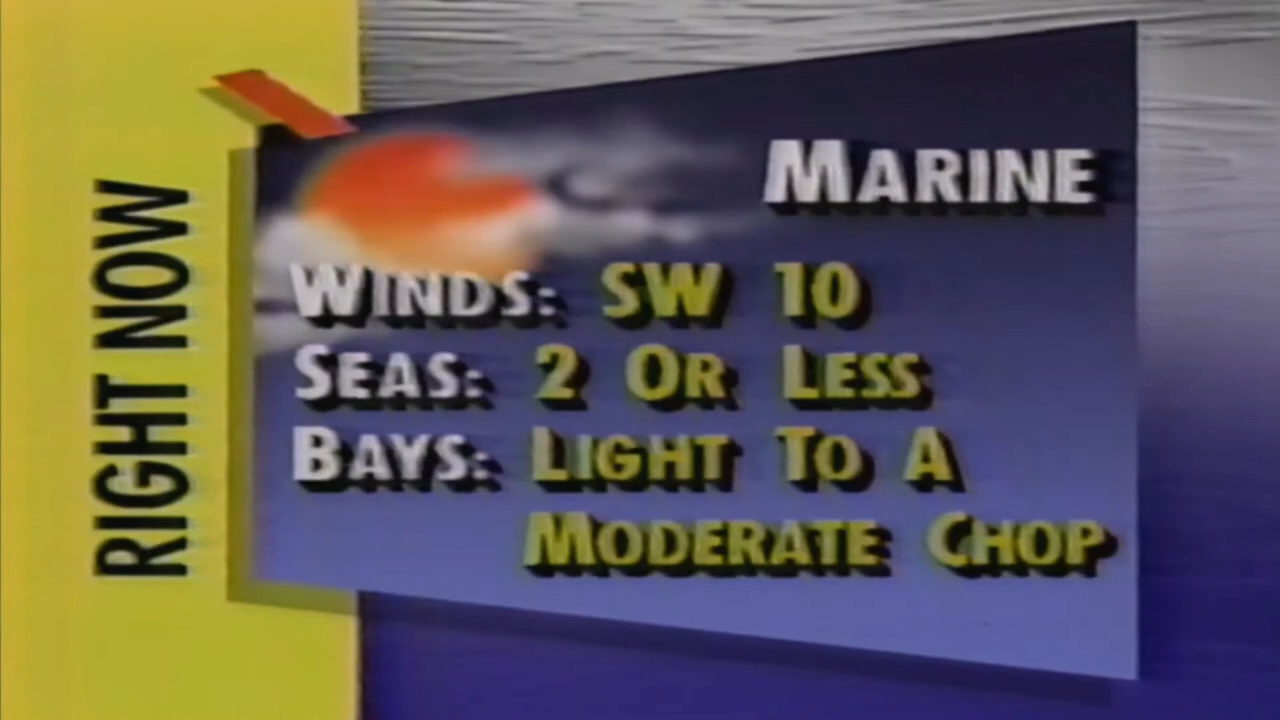 RIGHT NOW
MARINE
WINDS: SW 10
SEAS: 2 OR LESS
BAYS: LIGHT TO A
MODERATE CHOP